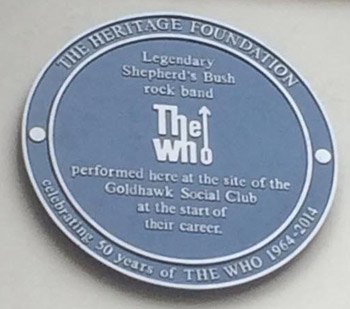 THE HERITAGE FOUNDATION
Legendary
Shepherd's Bush
rock band
The
Who
performed here at the site of the
Goldhawk Social Club
at the start of
their career.
celebrating 50 years of THE WHO 1964-2014